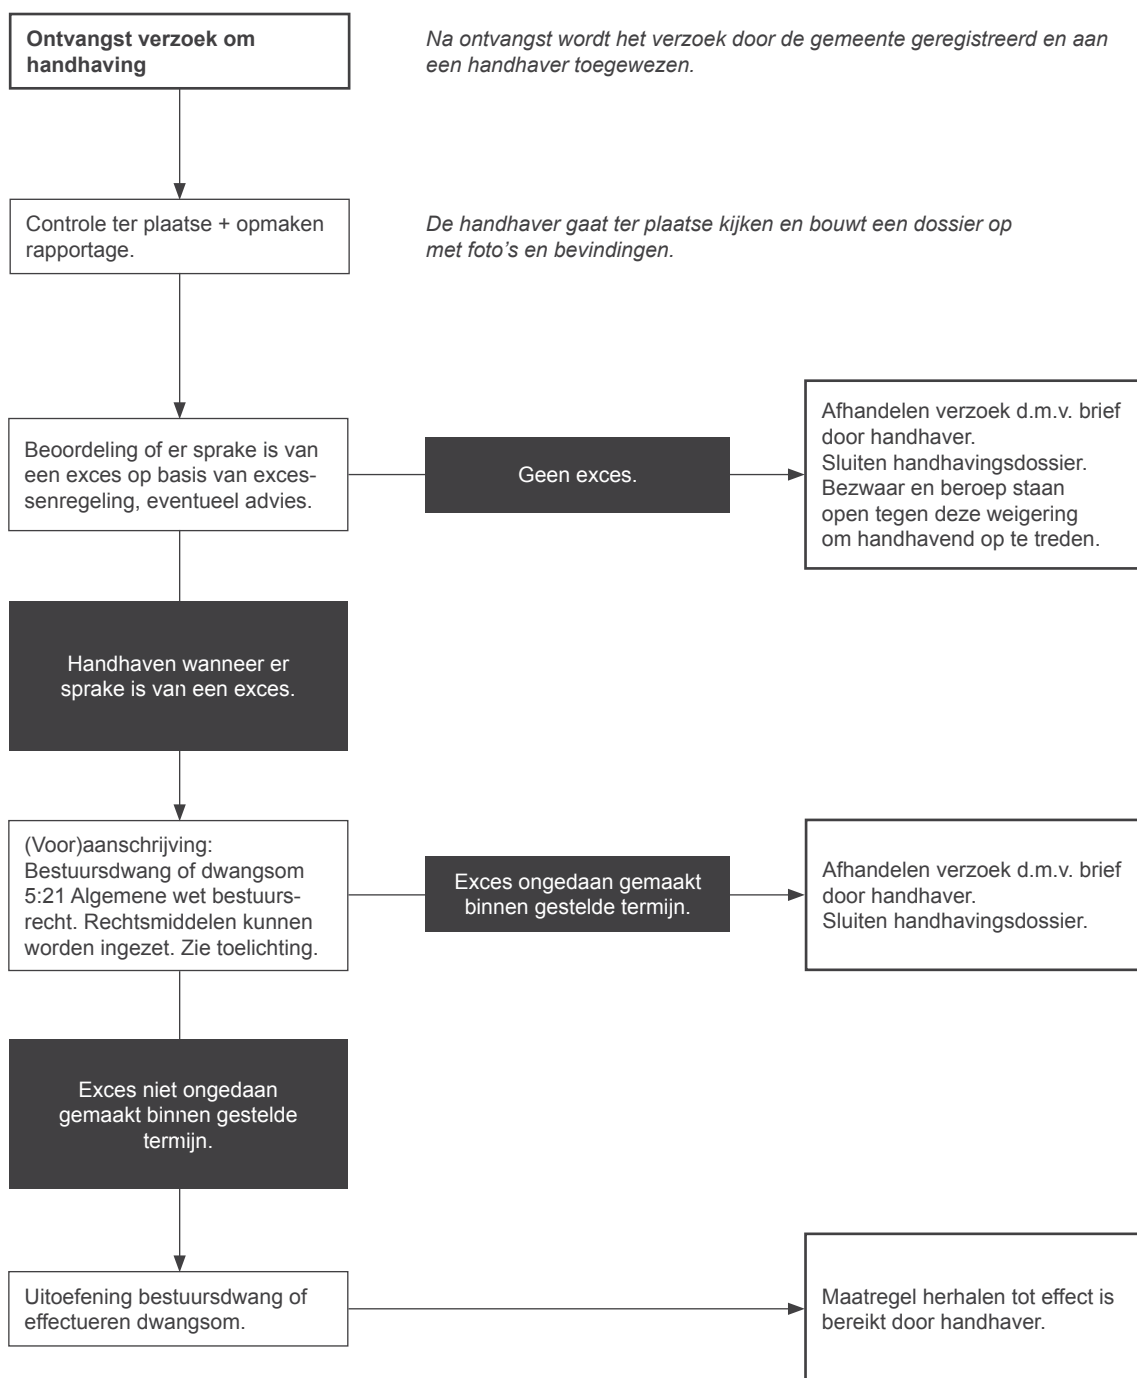 Ontvangst verzoek om
handhaving
Na ontvangst wordt het verzoek door de gemeente geregistreerd en aan
een handhaver toegewezen.
Controle ter plaatse + opmaken
rapportage.
De handhaver gaat ter plaatse kijken en bouwt een dossier op
met foto's en bevindingen.
Beoordeling of er sprake is van
een exces op basis van exces-
senregeling, eventueel advies.
Geen exces.
Afhandelen verzoek d.m.v. brief
door handhaver.
Sluiten handhavingsdossier.
Bezwaar en beroep staan
open tegen deze weigering
om handhavend op te treden.
Handhaven wanneer er
sprake is van een exces.
(Voor)aanschrijving:
Bestuursdwang of dwangsom
5:21 Algemene wet bestuurs-
recht. Rechtsmiddelen kunnen
worden ingezet. Zie toelichting.
Exces ongedaan gemaakt
binnen gestelde termijn.
Afhandelen verzoek d.m.v. brief
door handhaver.
Sluiten handhavingsdossier.
Exces niet ongedaan
gemaakt binnen gestelde
termijn.
Uitoefening bestuursdwang of
effectueren dwangsom.
Maatregel herhalen tot effect is
bereikt door handhaver.